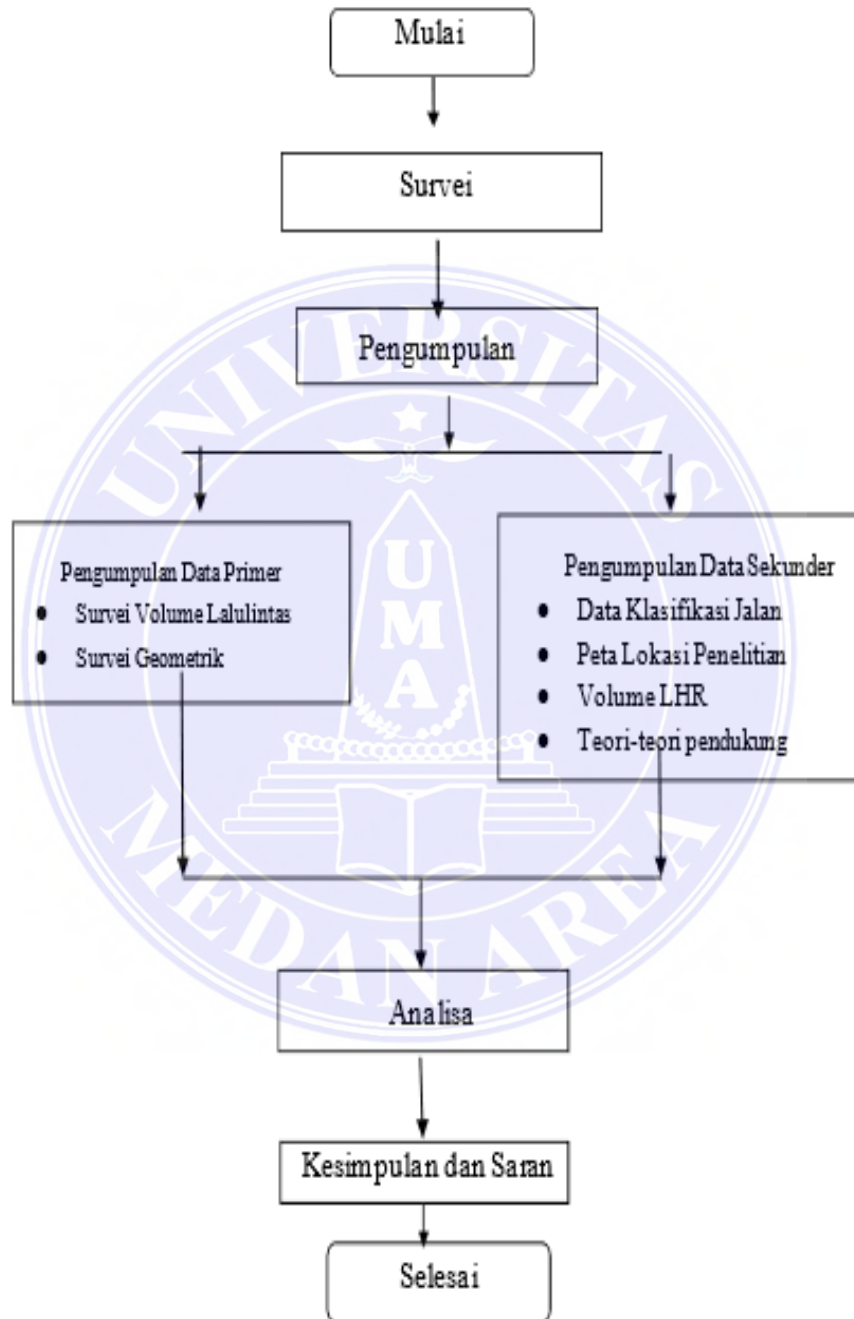 Mulai
Survei
Pengumpulan
Pengumpulan Data Primer
● Survei Volume Lalulintas
● Survei Geometrik
Pengumpulan Data Sekunder
● Data Klasifikasi Jalan
● Peta Lokasi Penelitian
● Volume LHR
● Teori-teori pendukung
Analisa
Kesimpulan dan Saran
Selesai
UNIVERSITAS
UMA
MEDAN AREA